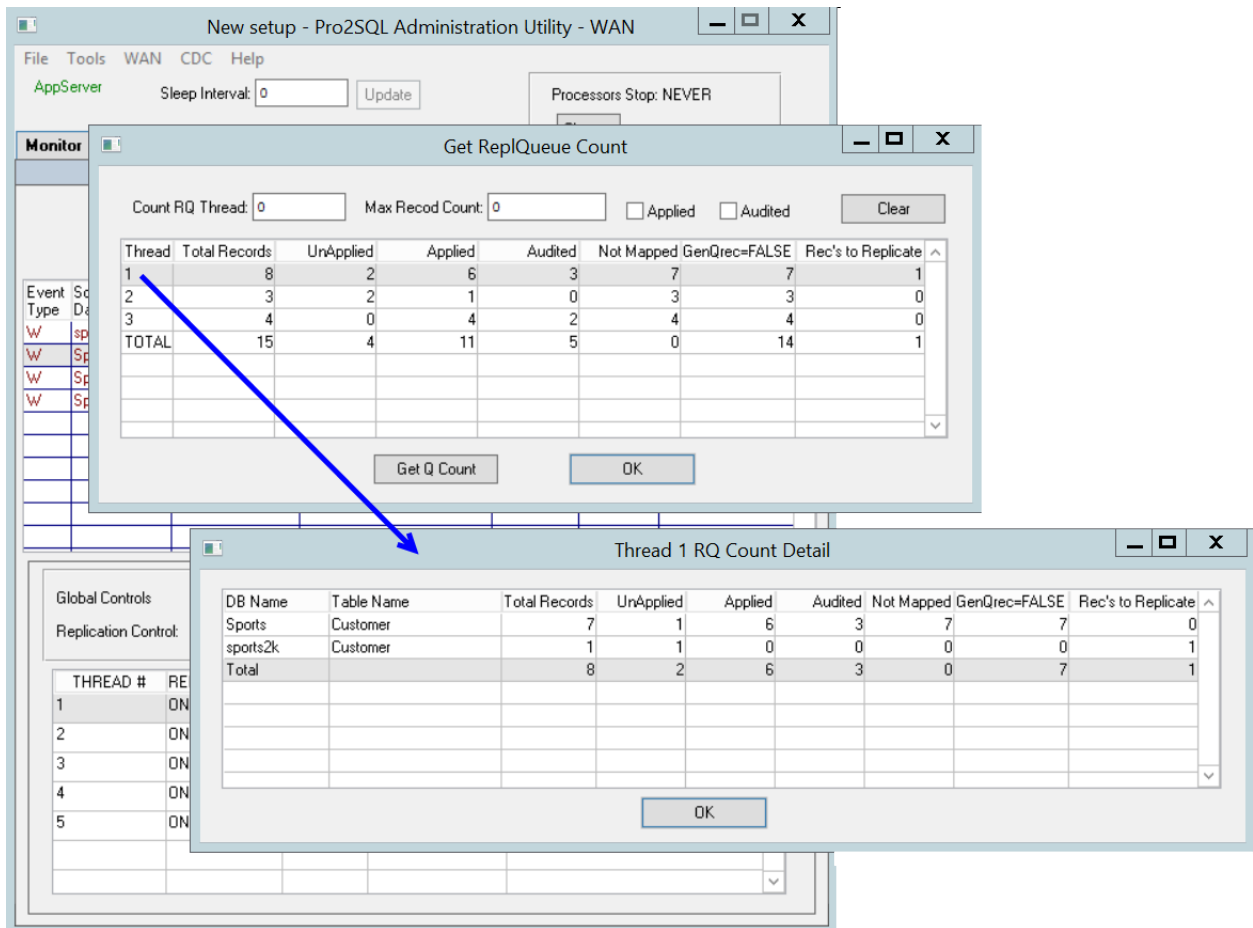 New setup - Pro2SQL Administration Utility - WAN
File Tools WAN CDC Help
AppServer Sleep Interval: 0 Update Processors Stop: NEVER
Monitor
Get ReplQueue Count
Count RQ Thread: 0 Max Recod Count: 0 Applied Audited Clear
Thread Total Records UnApplied Applied Audited Not Mapped GenQrec=FALSE Rec's to Replicate
1 8 2 6 3 7 7 1
2 3 2 1 0 3 3 0
3 4 0 4 2 4 4 0
TOTAL 15 4 11 5 0 14 1
Get Q Count OK
Event
Type
W sp
W Sp
W Sp
W Sp
Thread 1 RQ Count Detail
DB Name Table Name Total Records UnApplied Applied Audited Not Mapped GenQrec=FALSE Rec's to Replicate
Sports Customer 7 1 6 3 7 7 0
sports2k Customer 1 1 0 0 0 0 1
Total 8 2 6 3 0 7 1
OK
Global Controls
Replication Control:
THREAD # RE
1 ON
2 ON
3 ON
4 ON
5 ON